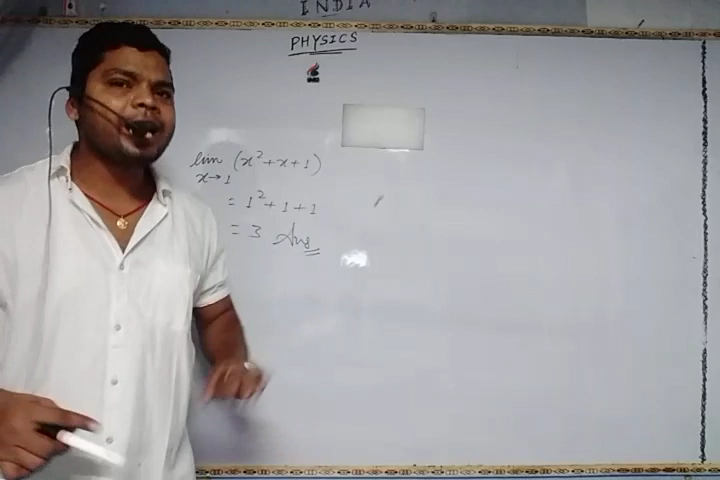 INDIA
PHYSICS
lim (x²+x+1)
x→1
= 1²+1+1
= 3 Ans